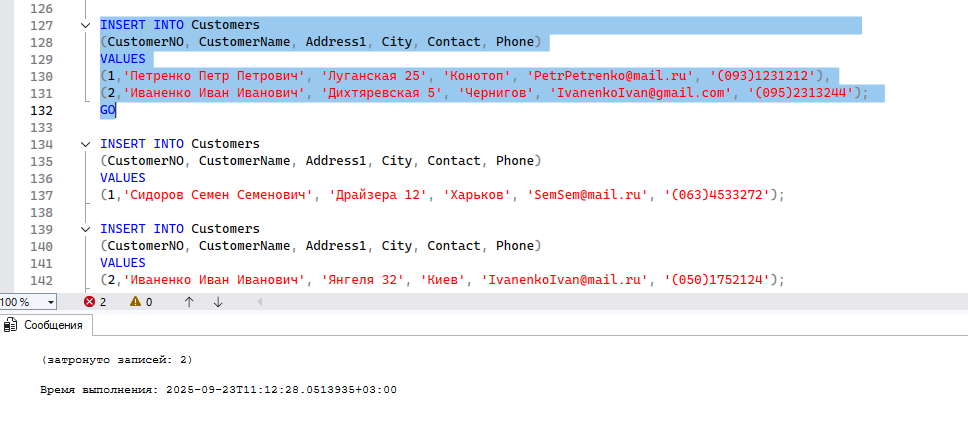 126
127 INSERT INTO Customers
128 (CustomerNO, CustomerName, Address1, City, Contact, Phone)
129 VALUES
130 (1,'Петренко Петр Петрович', 'Луганская 25', 'Конотоп', 'PetrPetrenko@mail.ru', '(093)1231212'),
131 (2,'Иваненко Иван Иванович', 'Дихтяревская 5', 'Чернигов', 'IvanenkoIvan@gmail.com', '(095)2313244');
132 GO
133
134 INSERT INTO Customers
135 (CustomerNO, CustomerName, Address1, City, Contact, Phone)
136 VALUES
137 (1,'Сидоров Семен Семенович', 'Драйзера 12', 'Харьков', 'SemSem@mail.ru', '(063)4533272');
138
139 INSERT INTO Customers
140 (CustomerNO, CustomerName, Address1, City, Contact, Phone)
141 VALUES
142 (2,'Иваненко Иван Иванович', 'Янгеля 32', 'Киев', 'IvanenkoIvan@mail.ru', '(050)1752124');
100 % 2 0
Сообщения
(затронуто записей: 2)
Время выполнения: 2025-09-23T11:12:28.0513935+03:00